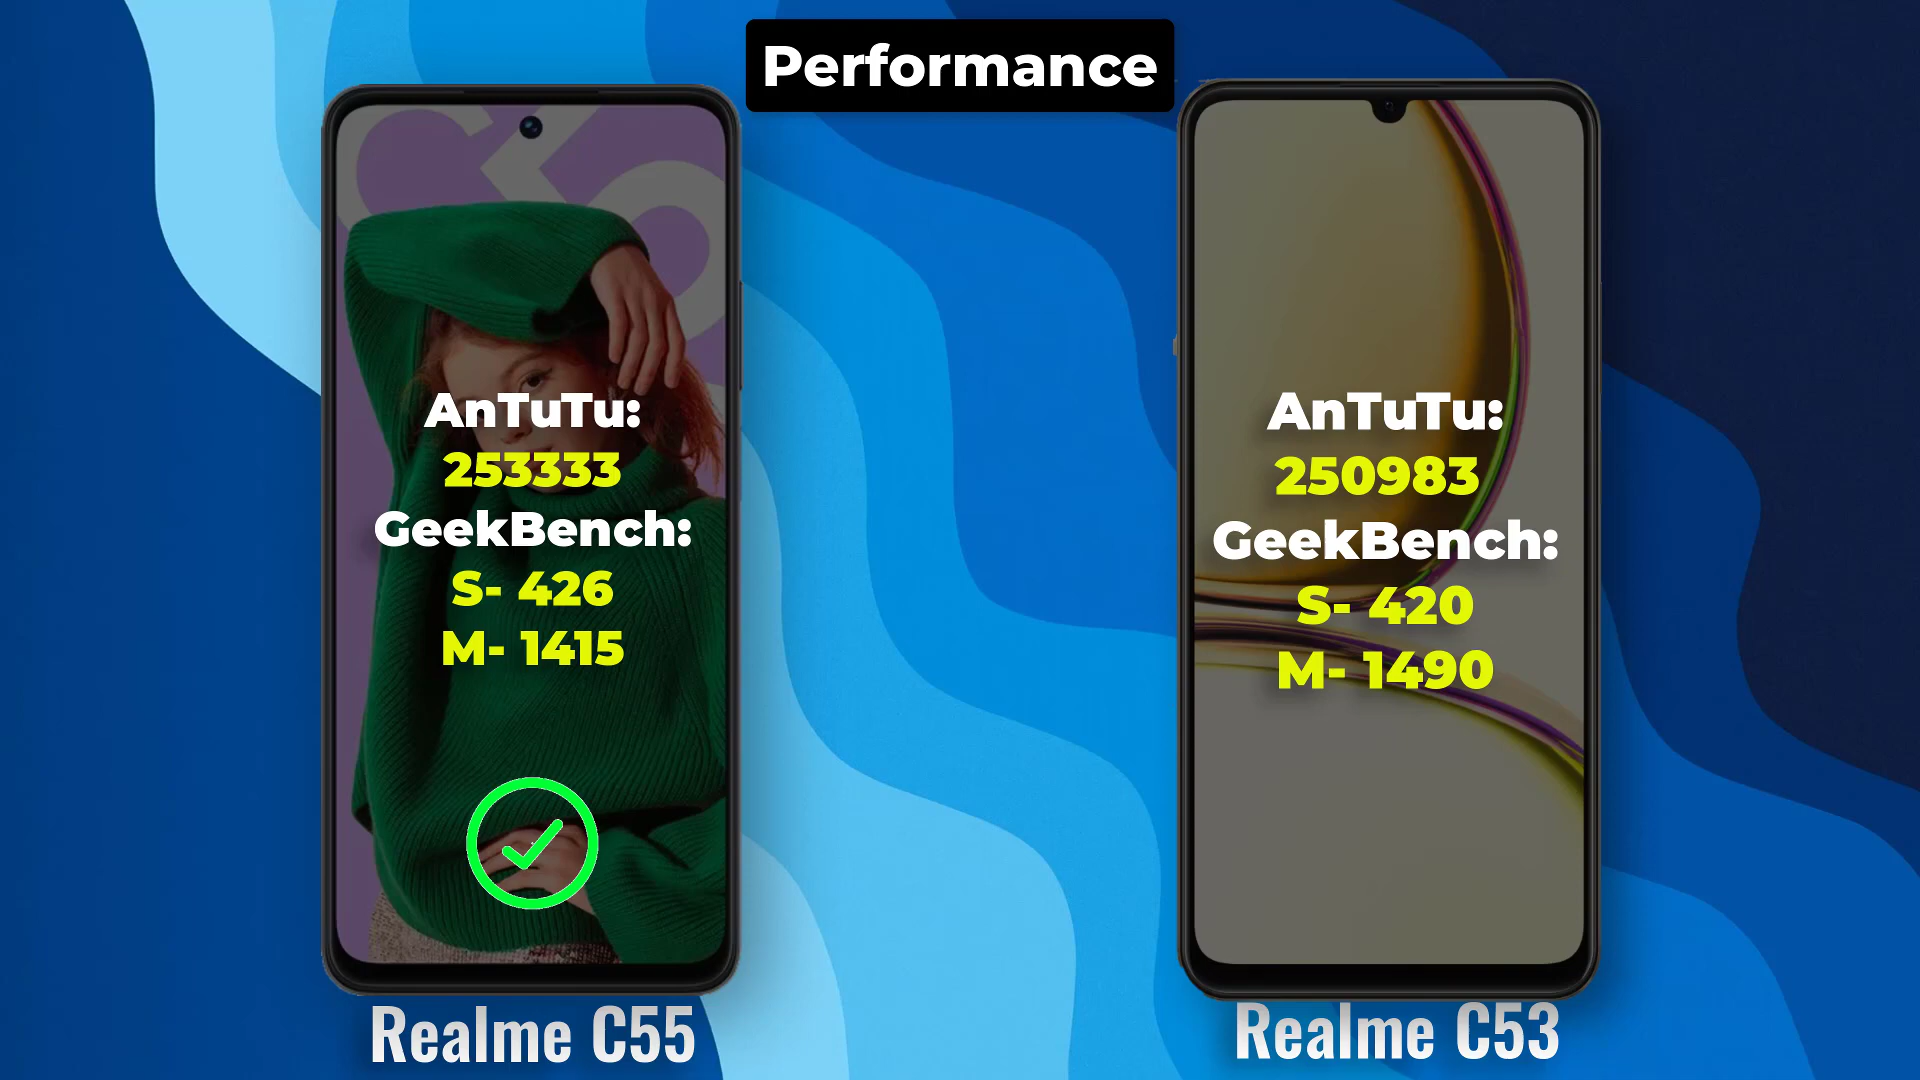 Performance
AnTuTu:
253333
GeekBench:
S- 426
M- 1415
Realme C55
AnTuTu:
250983
GeekBench:
S- 420
M- 1490
Realme C53